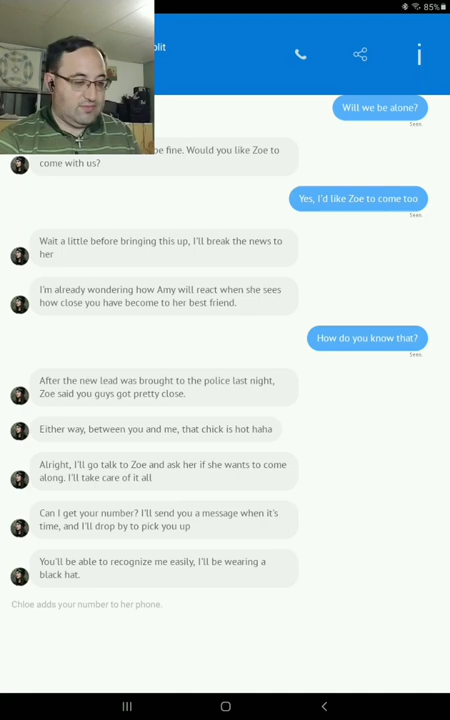 85%
plit
Will we be alone?
Seen
be fine. Would you like Zoe to
come with us?
Yes, I'd like Zoe to come too
Seen
Wait a little before bringing this up, I'll break the news to
her
I'm already wondering how Amy will react when she sees
how close you have become to her best friend.
How do you know that?
Seen
After the new lead was brought to the police last night,
Zoe said you guys got pretty close.
Either way, between you and me, that chick is hot haha
Alright, I'll go talk to Zoe and ask her if she wants to come
along. I'll take care of it all
Can I get your number? I'll send you a message when it's
time, and I'll drop by to pick you up
You'll be able to recognize me easily, I'll be wearing a
black hat.
Chloe adds your number to her phone.